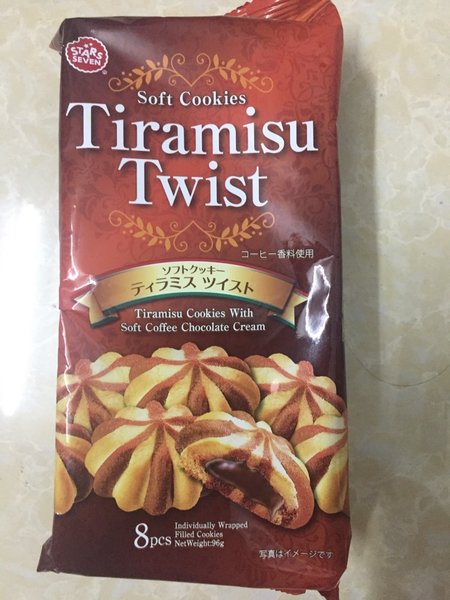 STARS
SEVEN
®
Soft Cookies
Tiramisu
Twist
コーヒー香料使用
ソフトクッキー
ティラミス ツイスト
Tiramisu Cookies With
Soft Coffee Chocolate Cream
8pcs
Individually Wrapped
Filled Cookies
NetWeight:96g
写真はイメージです